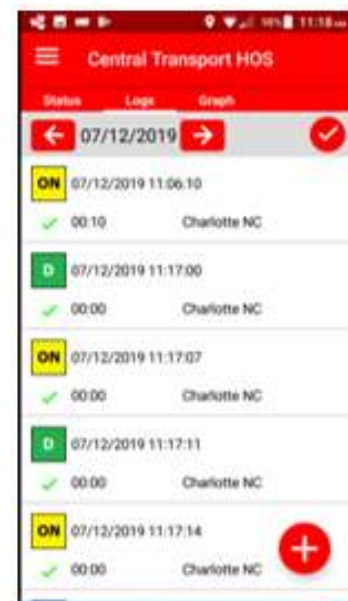 11:18
Central Transport HOS
Status Logs Graph
07/12/2019
ON 07/12/2019 11:06:10
00:10 Charlotte NC
D 07/12/2019 11:17:00
00:00 Charlotte NC
ON 07/12/2019 11:17:07
00:00 Charlotte NC
D 07/12/2019 11:17:11
00:00 Charlotte NC
ON 07/12/2019 11:17:14
00:00 Charlotte NC